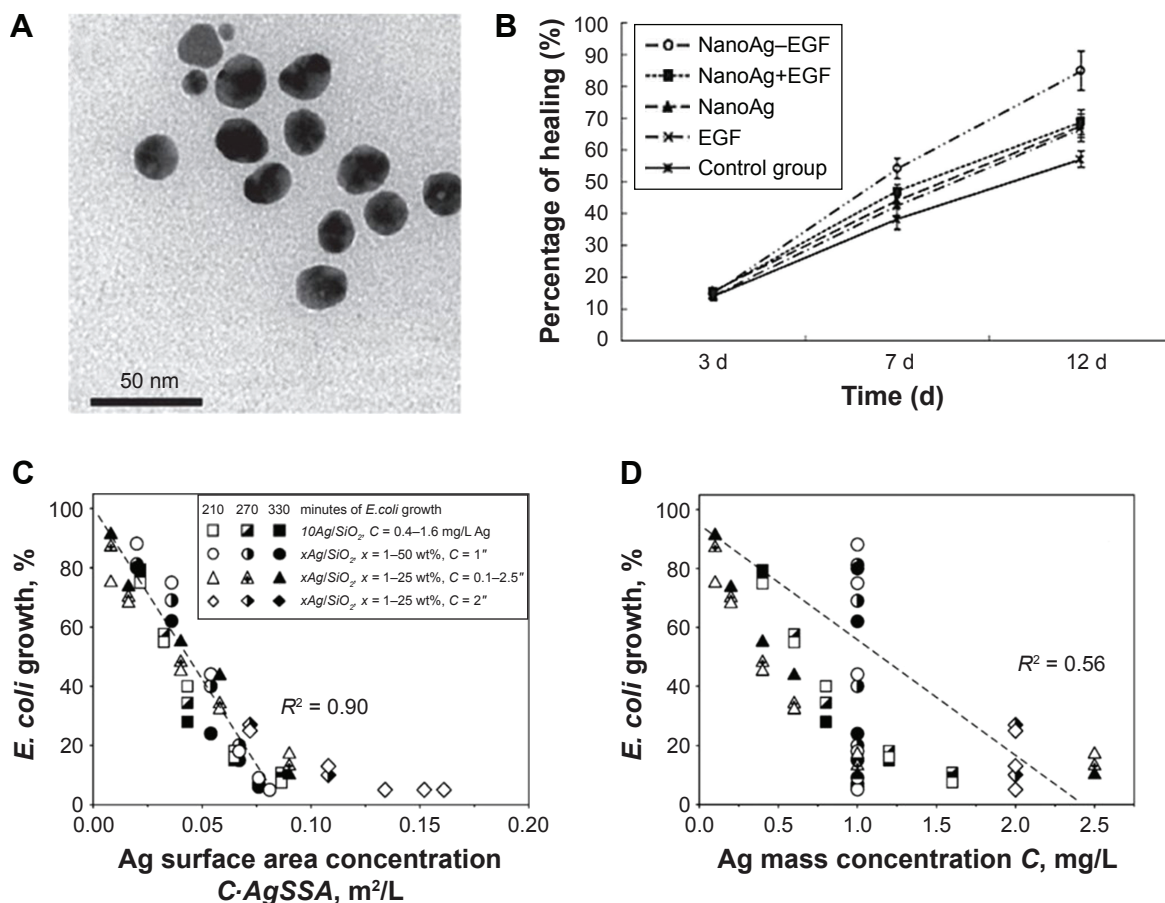 A
50 nm
B
Percentage of healing (%)
100
90
80
70
60
50
40
30
20
10
0
NanoAg–EGF
NanoAg+EGF
NanoAg
EGF
Control group
3 d 7 d 12 d
Time (d)
C
E. coli growth, %
100
80
60
40
20
0
210 270 330 minutes of E.coli growth
10Ag/SiO₂, C = 0.4–1.6 mg/L Ag
xAg/SiO₂, x = 1–50 wt%, C = 1″
xAg/SiO₂, x = 1–25 wt%, C = 0.1–2.5″
xAg/SiO₂, x = 1–25 wt%, C = 2″
R² = 0.90
0.00 0.05 0.10 0.15 0.20
Ag surface area concentration
C·AgSSA, m²/L
D
E. coli growth, %
100
80
60
40
20
0
R² = 0.56
0.0 0.5 1.0 1.5 2.0 2.5
Ag mass concentration C, mg/L